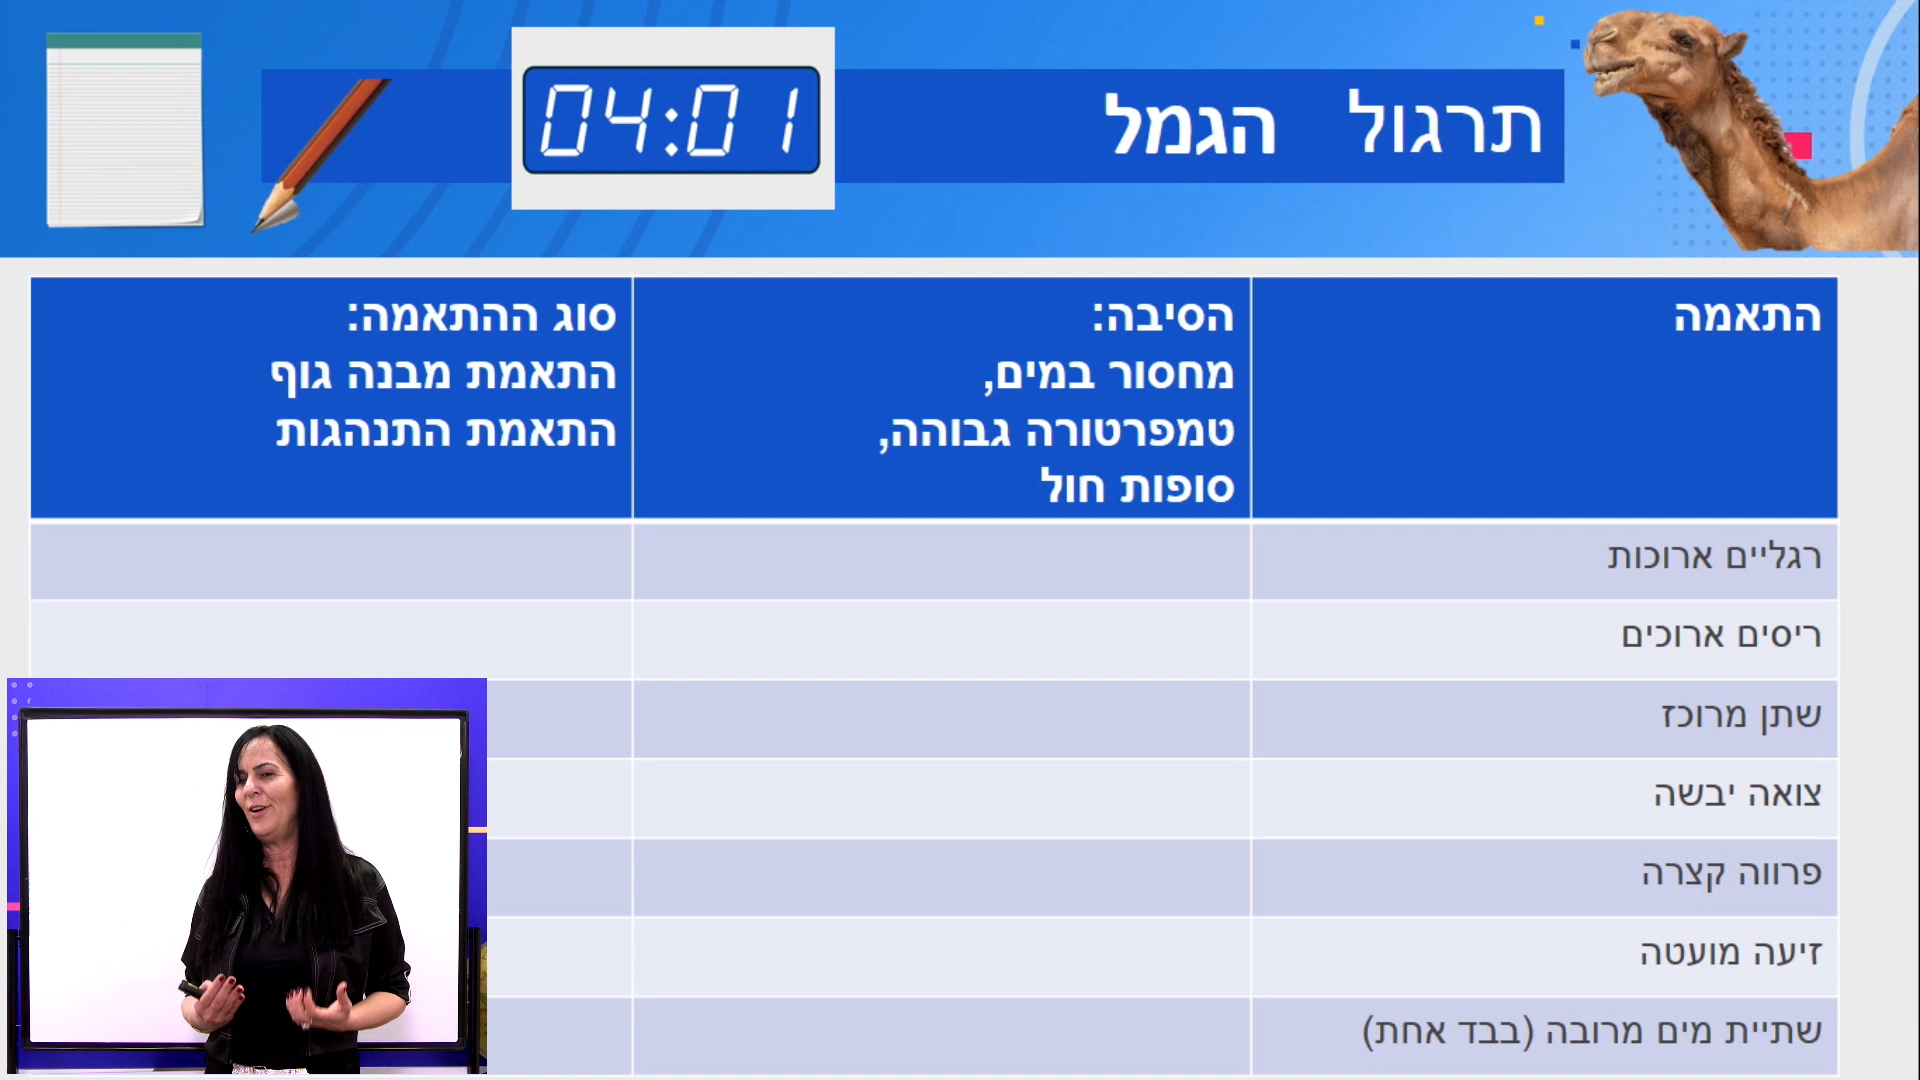 תרגול הגמל
04:01
התאמה
הסיבה:
מחסור במים,
טמפרטורה גבוהה,
סופות חול
סוג ההתאמה:
התאמת מבנה גוף
התאמת התנהגות
רגליים ארוכות
ריסים ארוכים
שתן מרוכז
צואה יבשה
פרווה קצרה
זיעה מועטה
שתיית מים מרובה (בבד אחת)